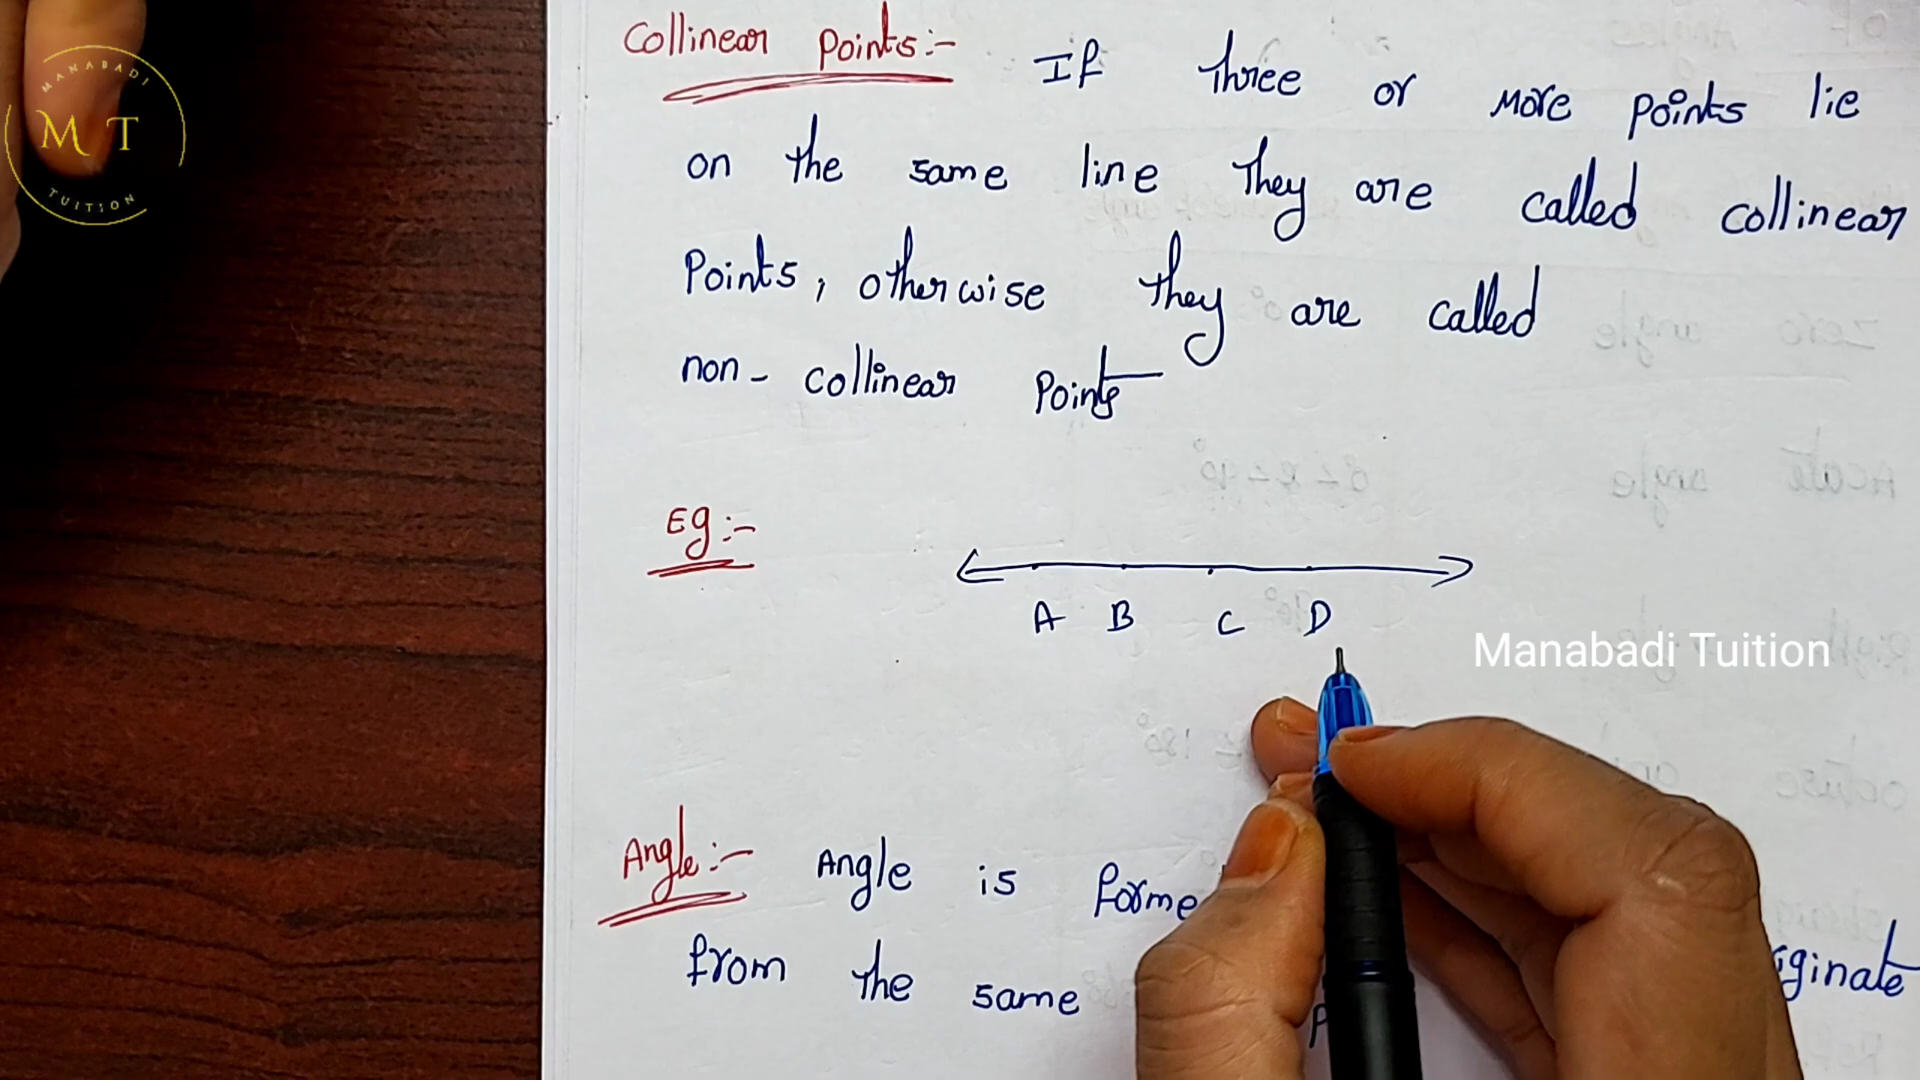 MANABADI
M T
TUITION
Collinear Points:-  If three or more points lie
on the same line they are called collinear
Points, otherwise they are called
non- collinear Points
Eg:-
A B C D
Manabadi Tuition
Angle:- Angle is forme
from the same iginate